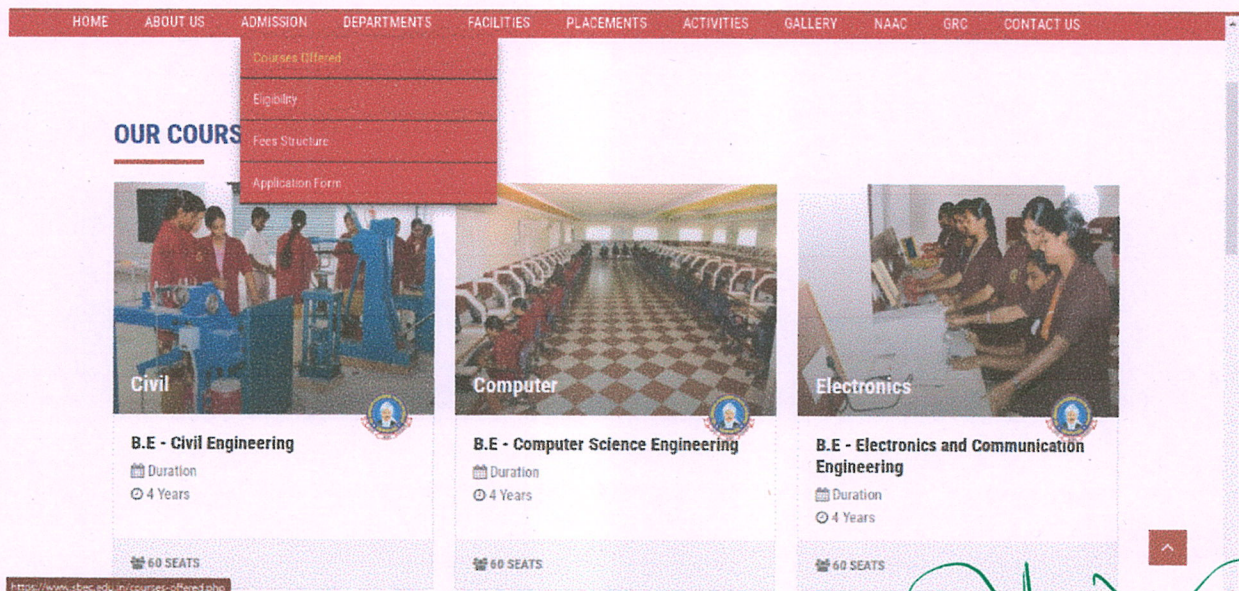 HOME ABOUT US ADMISSION DEPARTMENTS FACILITIES PLACEMENTS ACTIVITIES GALLERY NAAC GRC CONTACT US
Courses Offered
Eligibility
Fees Structure
Application Form
OUR COURS
Civil
B.E - Civil Engineering
Duration
4 Years
60 SEATS
Computer
B.E - Computer Science Engineering
Duration
4 Years
60 SEATS
Electronics
B.E - Electronics and Communication
Engineering
Duration
4 Years
60 SEATS